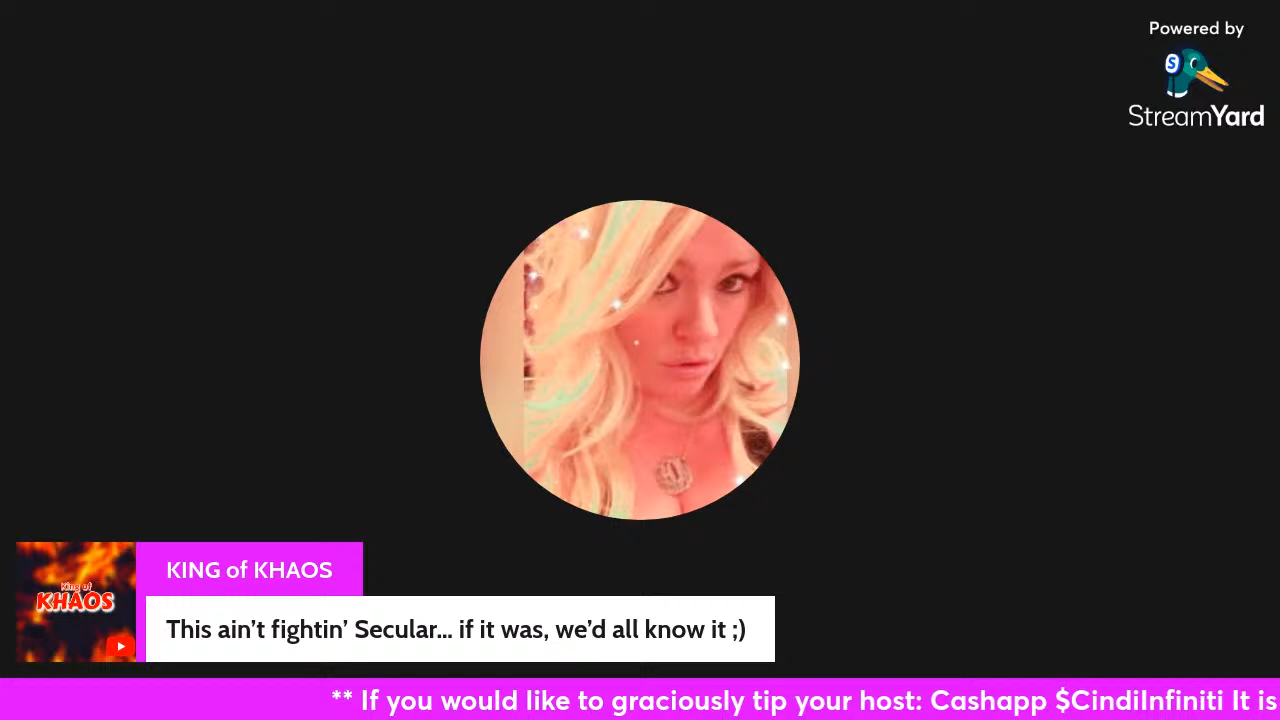 Powered by
StreamYard
KING of KHAOS
King of
KHAOS
This ain’t fightin’ Secular... if it was, we’d all know it ;)
** If you would like to graciously tip your host: Cashapp $CindiInfiniti It is